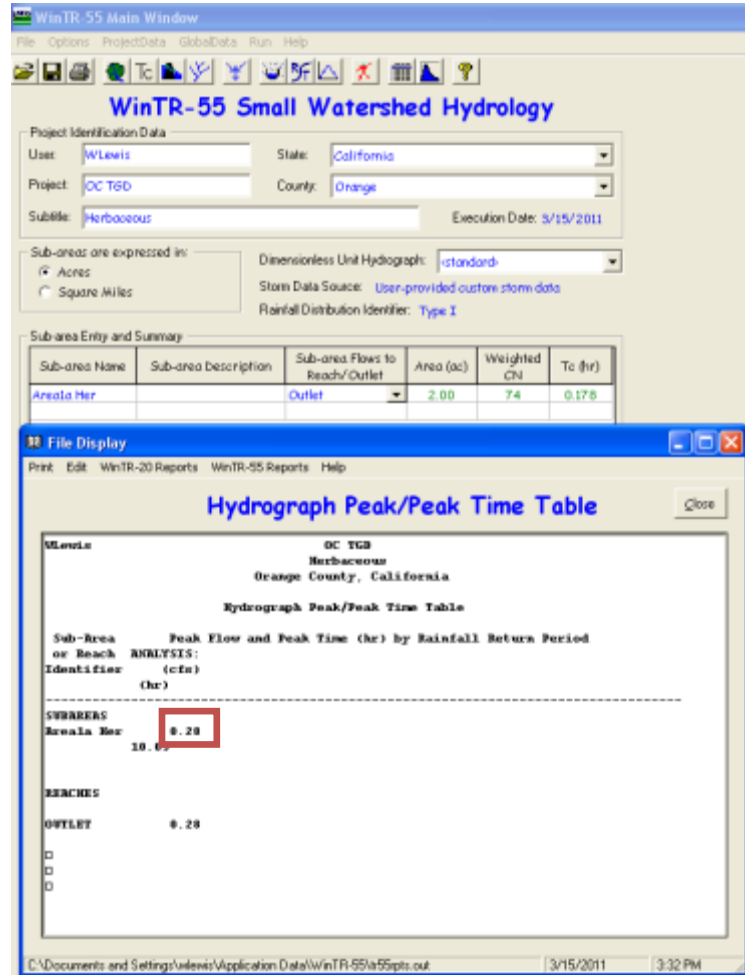 WinTR-55 Main Window
File Options ProjectData GlobalData Run Help
WinTR-55 Small Watershed Hydrology
Project Identification Data
User: WLewis State: California
Project: OC TGD County: Orange
Subtitle: Herbaceous Execution Date: 3/15/2011
Sub-areas are expressed in:
Acres
Square Miles
Dimensionless Unit Hydrograph: <standard>
Storm Data Source: User-provided custom storm data
Rainfall Distribution Identifier: Type I
Sub-area Entry and Summary
Sub-area Name Sub-area Description Sub-area Flows to Reach/Outlet Area (ac) Weighted CN Tc (hr)
Area1a Her Outlet 2.00 74 0.178
File Display
Print Edit WinTR-20 Reports WinTR-55 Reports Help
Hydrograph Peak/Peak Time Table
Close
WLewis OC TGD
Herbaceous
Orange County, California
Hydrograph Peak/Peak Time Table
Sub-Area Peak Flow and Peak Time (hr) by Rainfall Return Period
or Reach ANALYSIS:
Identifier (cfs)
(hr)
SUBAREAS
Area1a Her 0.28
REACHES
OUTLET 0.28
C:\Documents and Settings\wlewis\Application Data\WinTR-55\tr55rpts.out 3/15/2011 3:32 PM